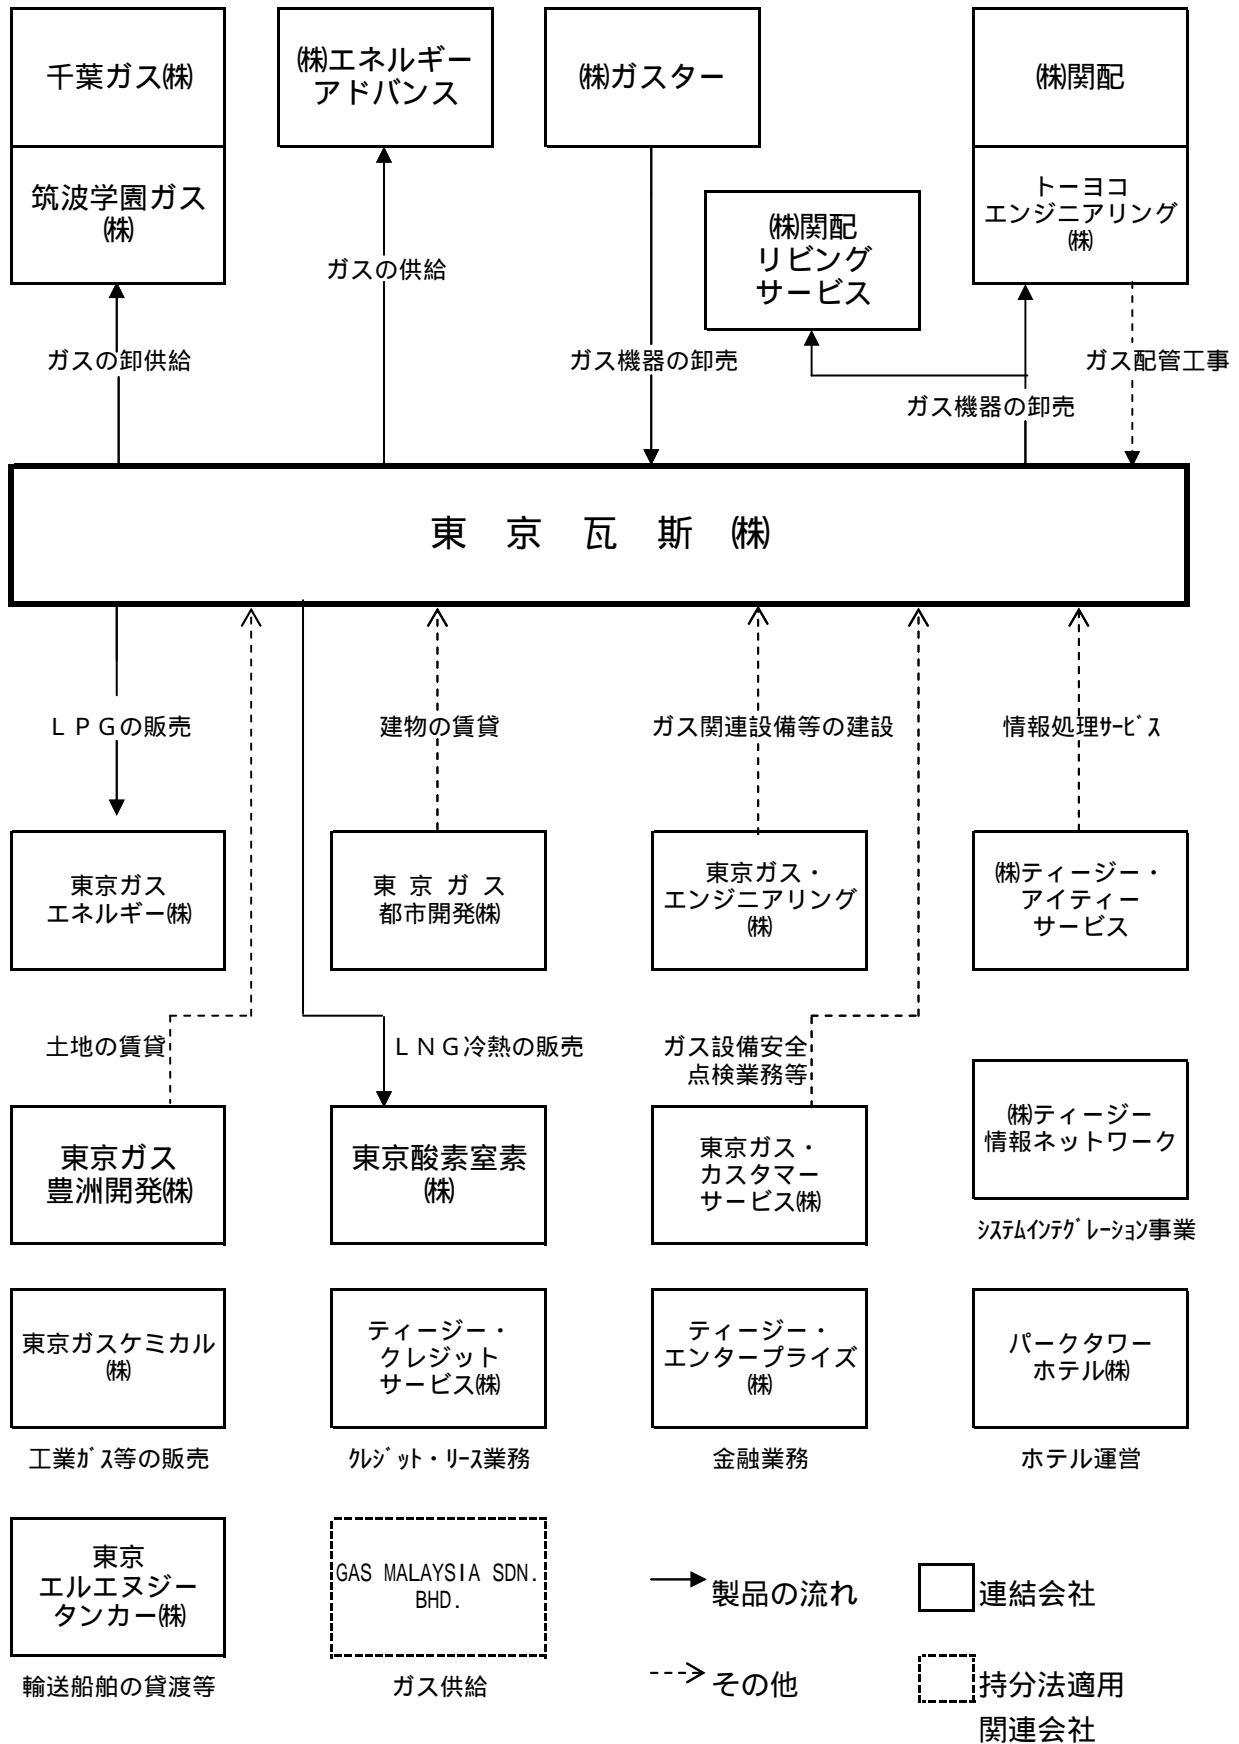 千葉ガス㈱
㈱エネルギー
アドバンス
㈱ガスター
㈱関配
筑波学園ガス
㈱
トーヨコ
エンジニアリング
㈱
㈱関配
リビング
サービス
ガスの供給
ガスの卸供給
ガス機器の卸売
ガス機器の卸売
ガス配管工事
東 京 瓦 斯 ㈱
ＬＰＧの販売
建物の賃貸
ガス関連設備等の建設
情報処理ｻｰﾋﾞｽ
東京ガス
エネルギー㈱
東 京 ガ ス
都市開発㈱
東京ガス・
エンジニアリング
㈱
㈱ティージー・
アイティー
サービス
土地の賃貸
ＬＮＧ冷熱の販売
ガス設備安全
点検業務等
東京ガス
豊洲開発㈱
東京酸素窒素
㈱
東京ガス・
カスタマー
サービス㈱
㈱ティージー
情報ネットワーク
ｼｽﾃﾑｲﾝﾃｸﾞﾚｰｼｮﾝ事業
東京ガスケミカル
㈱
ティージー・
クレジット
サービス㈱
ティージー・
エンタープライズ
㈱
パークタワー
ホテル㈱
工業ｶﾞｽ等の販売
ｸﾚｼﾞｯﾄ・ﾘｰｽ業務
金融業務
ホテル運営
東京
エルエヌジー
タンカー㈱
GAS MALAYSIA SDN.
BHD.
製品の流れ
連結会社
輸送船舶の貸渡等
ガス供給
その他
持分法適用
関連会社